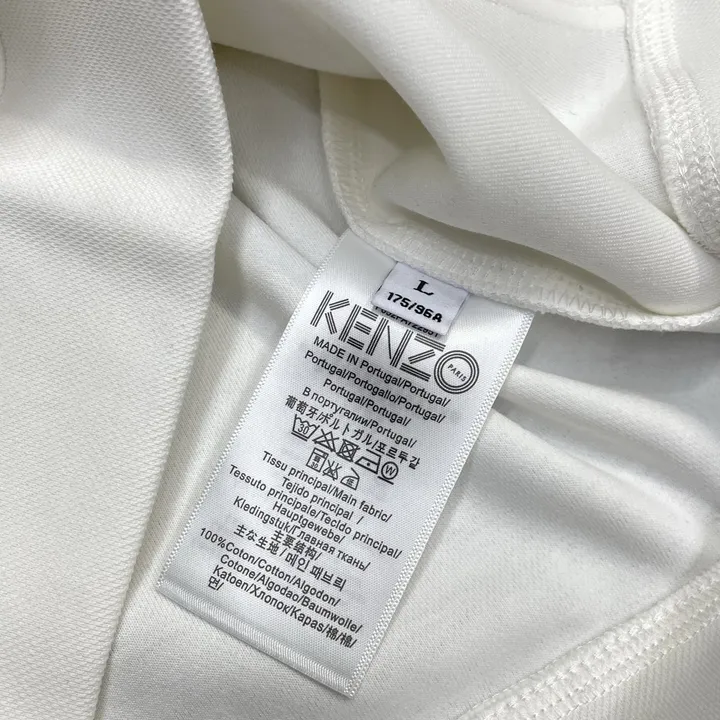 L
175/96A
KENZO
PARIS
MADE IN Portugal/Portugal/
Portugal/Portogallo/Portugal/
Portugal/Portugal/
В португалии/Portugal/
葡萄牙/ポルトガル/포르투갈
30
W
Tissu principal/Main fabric/
Tejido principal /
Tessuto principale/Tecido principal/
Hauptgewebe/
Kledingstuk/Главная ткань/
主要结构/
主な生地 /메인 패브릭
100%Coton/Cotton/Algodon/
Cotone/Algodao/Baumwolle/
Katoen/Хлопок/Kapas/棉/棉/
면/